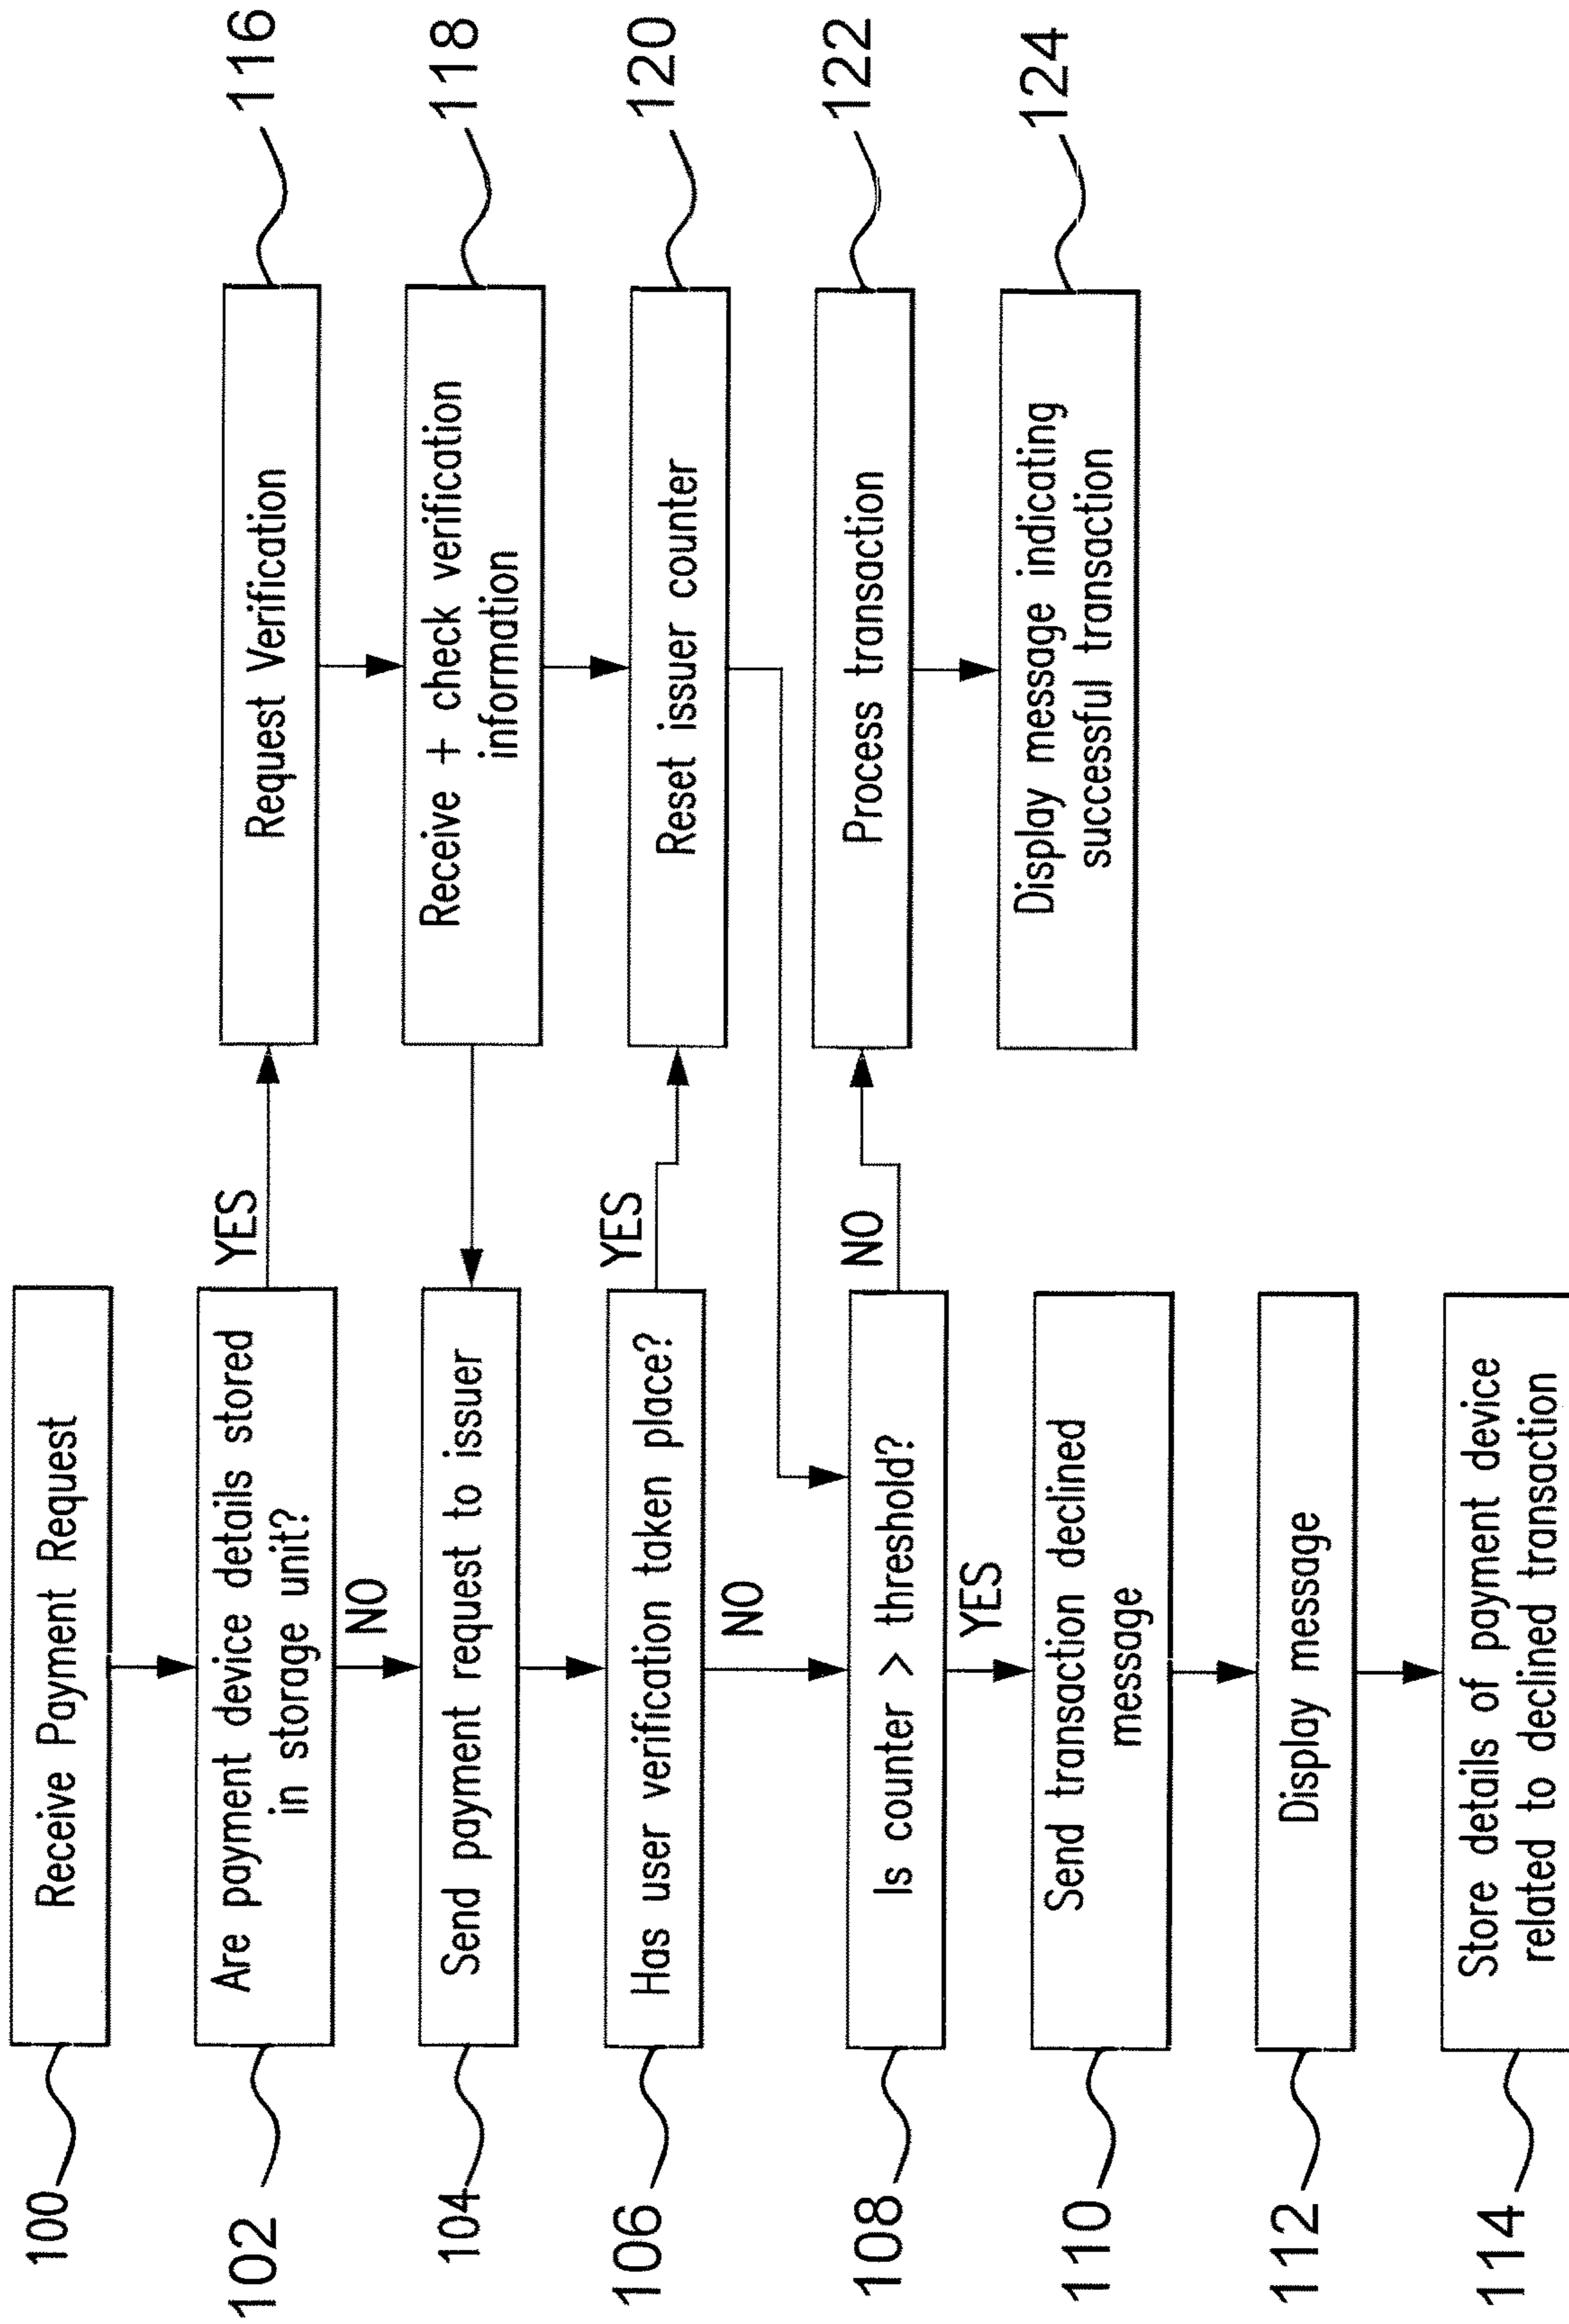 100
Receive Payment Request
102
Are payment device details stored
in storage unit?
YES
NO
116
Request Verification
118
Receive + check verification
information
104
Send payment request to issuer
106
Has user verification taken place?
YES
NO
120
Reset issuer counter
108
Is counter > threshold?
NO
YES
122
Process transaction
124
Display message indicating
successful transaction
110
Send transaction declined
message
112
Display message
114
Store details of payment device
related to declined transaction